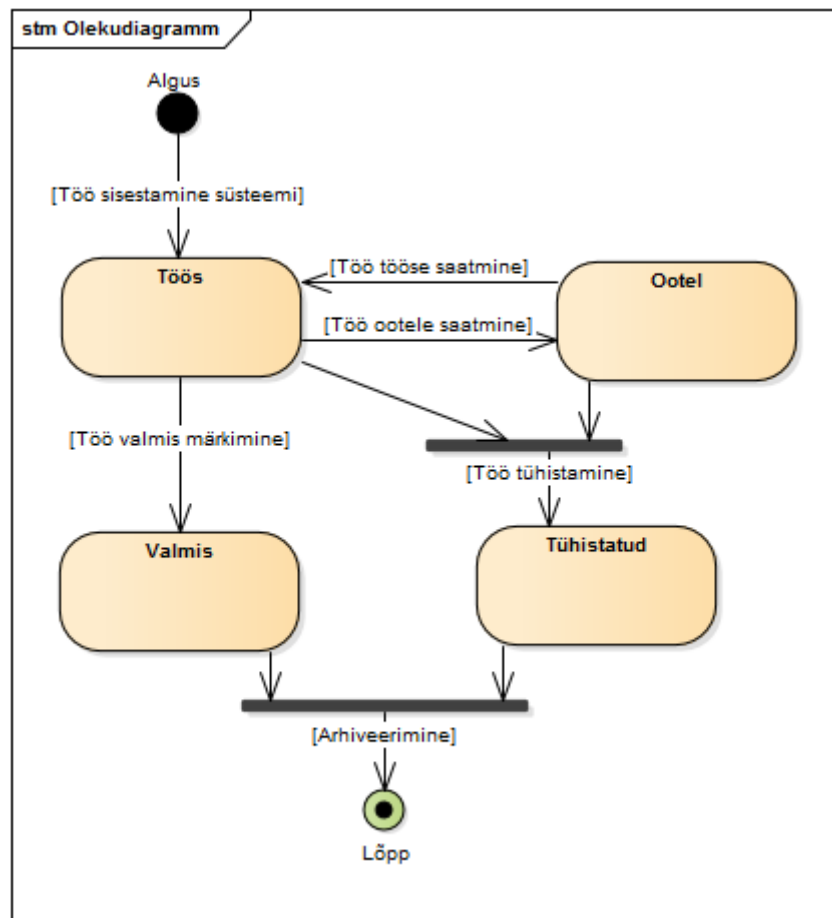 stm Olekudiagramm
Algus
[Töö sisestamine süsteemi]
Töös
[Töö tööse saatmine]
Ootel
[Töö ootele saatmine]
[Töö valmis märkimine]
[Töö tühistamine]
Valmis
Tühistatud
[Arhiveerimine]
Lõpp